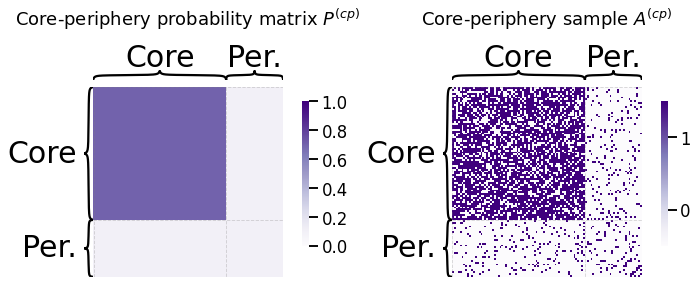 Core-periphery probability matrix P^(cp)
Core Per.
Core
Per.
1.0
0.8
0.6
0.4
0.2
0.0
Core-periphery sample A^(cp)
Core Per.
Core
Per.
1
0